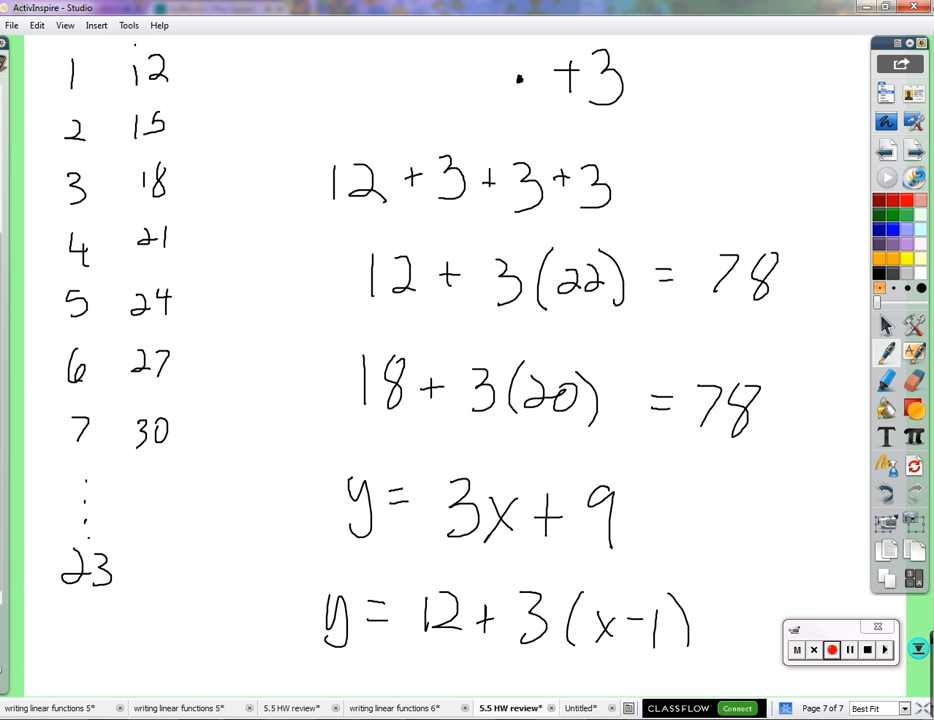 ActivInspire - Studio
File Edit View Insert Tools Help
1 12
2 15
3 18
4 21
5 24
6 27
7 30
⋮
23
· +3
12 + 3 + 3 + 3
12 + 3(22) = 78
18 + 3(20) = 78
y = 3x + 9
y = 12 + 3(x-1)
T π
M
writing linear functions 5* writing linear functions 5* 5.5 HW review* writing linear functions 6* 5.5 HW review* Untitled* CLASSFLOW Connect Page 7 of 7 Best Fit